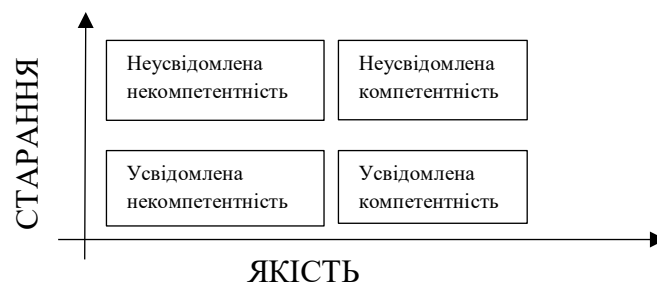 СТАРАННЯ
Неусвідомлена
некомпетентність
Неусвідомлена
компетентність
Усвідомлена
некомпетентність
Усвідомлена
компетентність
ЯКІСТЬ